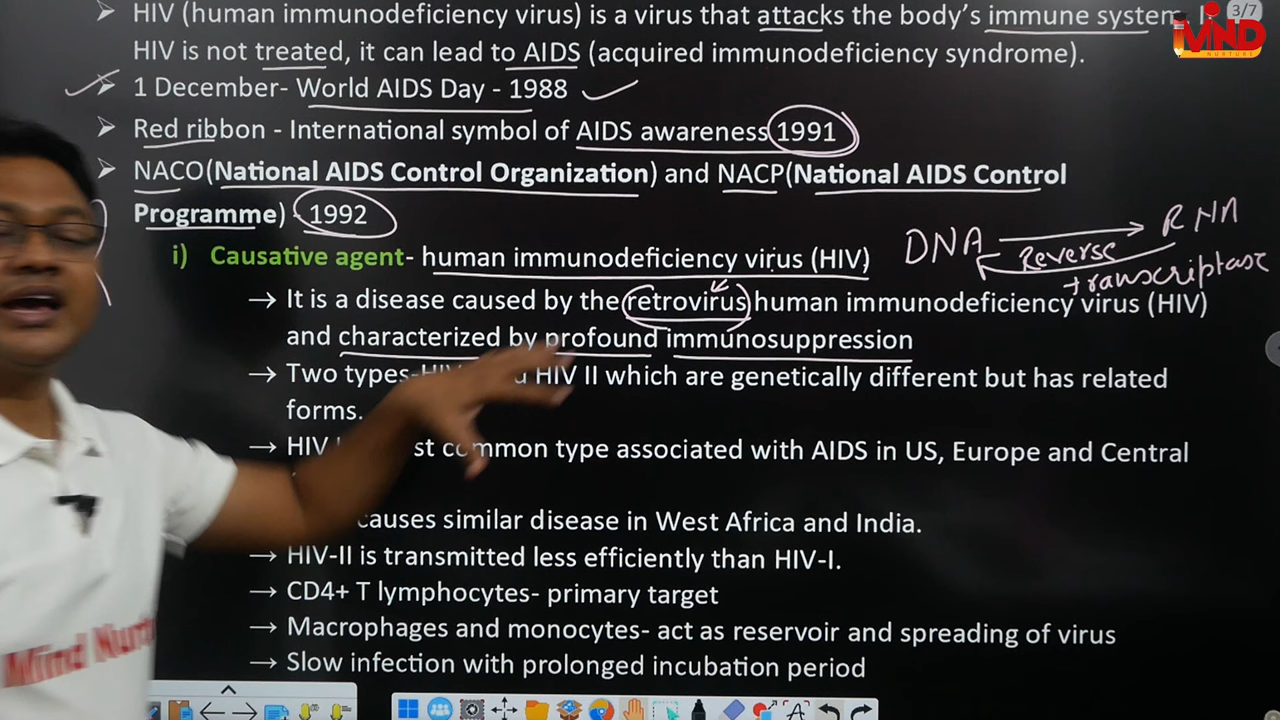 HIV (human immunodeficiency virus) is a virus that attacks the body's immune system.
3/7
MIND
NURTURE
HIV is not treated, it can lead to AIDS (acquired immunodeficiency syndrome).
1 December- World AIDS Day - 1988
Red ribbon - International symbol of AIDS awareness 1991
NACO(National AIDS Control Organization) and NACP(National AIDS Control
Programme) - 1992
DNA RNA
Reverse
transcriptase
i) Causative agent- human immunodeficiency virus (HIV)
→ It is a disease caused by the retrovirus human immunodeficiency virus (HIV)
and characterized by profound immunosuppression
→ Two types- HIV II which are genetically different but has related
forms.
→ HIV common type associated with AIDS in US, Europe and Central
causes similar disease in West Africa and India.
→ HIV-II is transmitted less efficiently than HIV-I.
→ CD4+ T lymphocytes- primary target
→ Macrophages and monocytes- act as reservoir and spreading of virus
→ Slow infection with prolonged incubation period
Mind